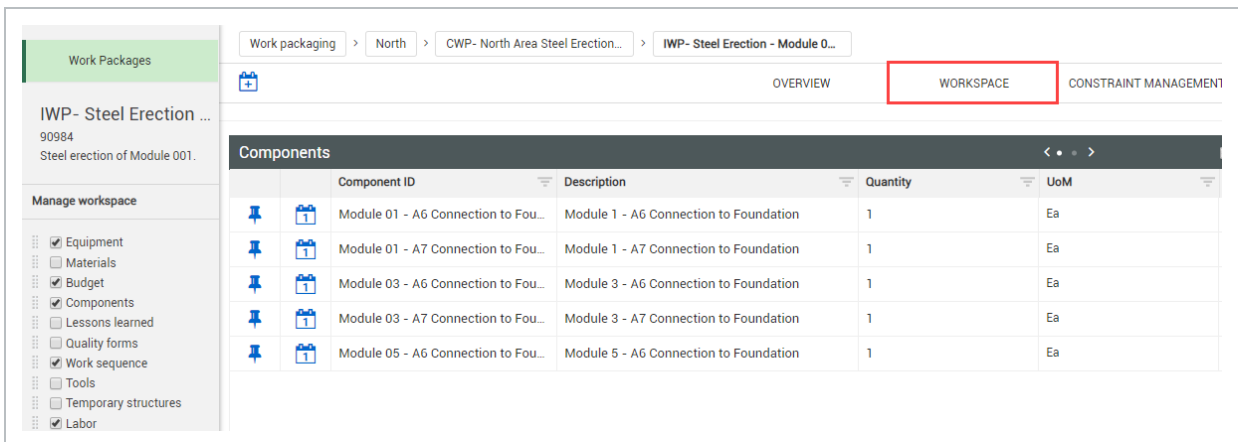 Work Packages
IWP- Steel Erection ...
90984
Steel erection of Module 001.
Manage workspace
Equipment
Materials
Budget
Components
Lessons learned
Quality forms
Work sequence
Tools
Temporary structures
Labor
Work packaging > North > CWP- North Area Steel Erection... > IWP- Steel Erection - Module 0...
OVERVIEW WORKSPACE CONSTRAINT MANAGEMENT
Components
Component ID Description Quantity UoM
1 Module 01 - A6 Connection to Fou... Module 1 - A6 Connection to Foundation 1 Ea
1 Module 01 - A7 Connection to Fou... Module 1 - A7 Connection to Foundation 1 Ea
1 Module 03 - A6 Connection to Fou... Module 3 - A6 Connection to Foundation 1 Ea
1 Module 03 - A7 Connection to Fou... Module 3 - A7 Connection to Foundation 1 Ea
1 Module 05 - A6 Connection to Fou... Module 5 - A6 Connection to Foundation 1 Ea